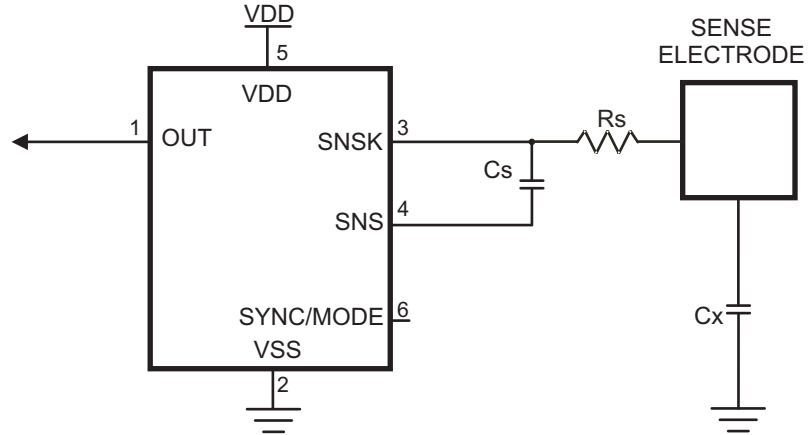 VDD
SENSE
ELECTRODE
5
VDD
1
OUT
SNSK
3
Rs
Cs
SNS
4
SYNC/MODE
6
Cx
VSS
2